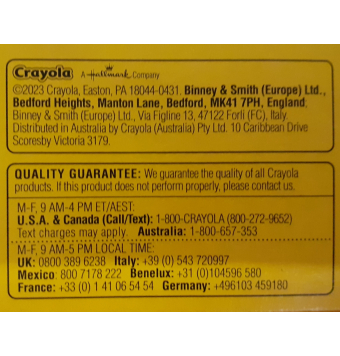 Crayola A Hallmark Company
©2023 Crayola, Easton, PA 18044-0431. Binney & Smith (Europe) Ltd.,
Bedford Heights, Manton Lane, Bedford, MK41 7PH, England,
Binney & Smith (Europe) Ltd., Via Figline 13, 47122 Forlì (FC), Italy.
Distributed in Australia by Crayola (Australia) Pty Ltd. 10 Caribbean Drive
Scoresby Victoria 3179.
QUALITY GUARANTEE: We guarantee the quality of all Crayola
products. If this product does not perform properly, please contact us.
M-F, 9 AM-4 PM ET/AEST:
U.S.A. & Canada (Call/Text): 1-800-CRAYOLA (800-272-9652)
Text charges may apply. Australia: 1-800-657-353
M-F, 9 AM-5 PM LOCAL TIME:
UK: 0800 389 6238 Italy: +39 (0) 543 720997
Mexico: 800 7178 222 Benelux: +31 (0)104596 580
France: +33 (0) 1 41 06 54 54 Germany: +496103 459180